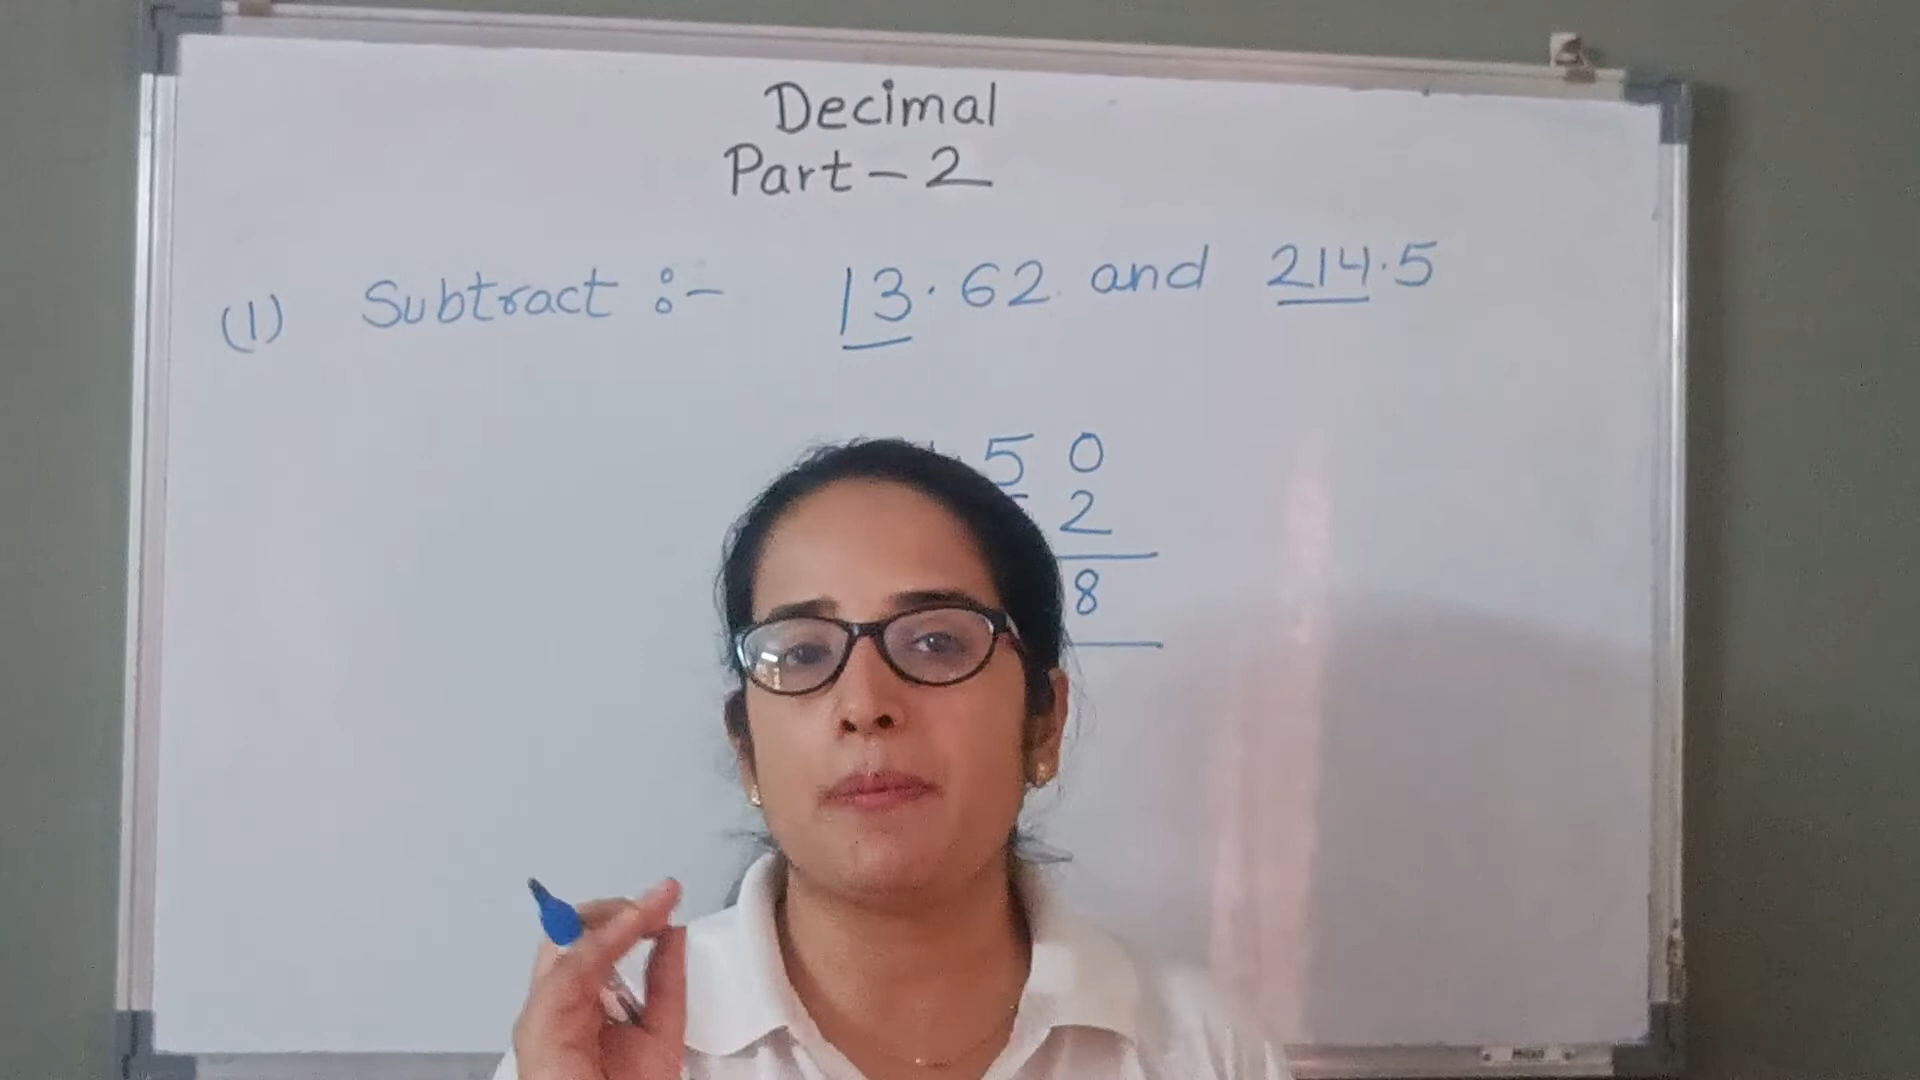 Decimal
Part - 2
(1) Subtract :- 13.62 and 214.5
5 0
2
8